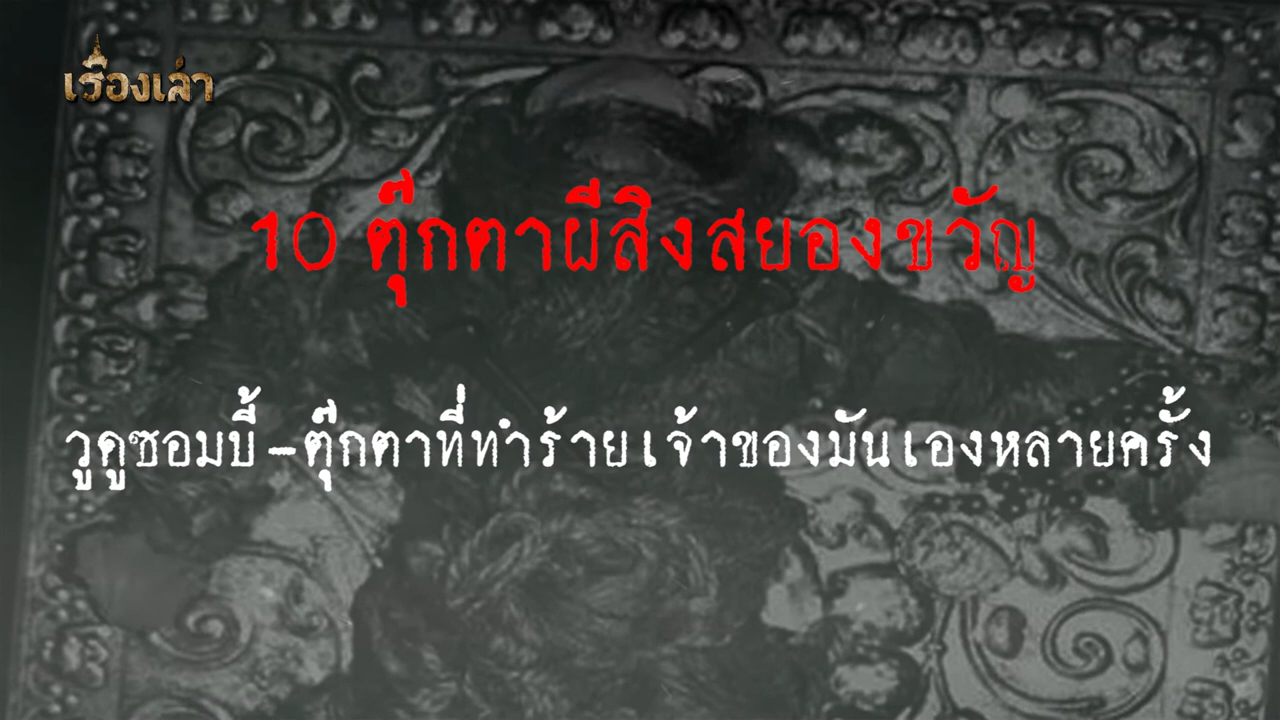 เรื่องเล่า
10 ตุ๊กตาผีสิงสยองขวัญ
วูดูซอมบี้ - ตุ๊กตาที่ทำร้ายเจ้าของมันเองหลายครั้ง